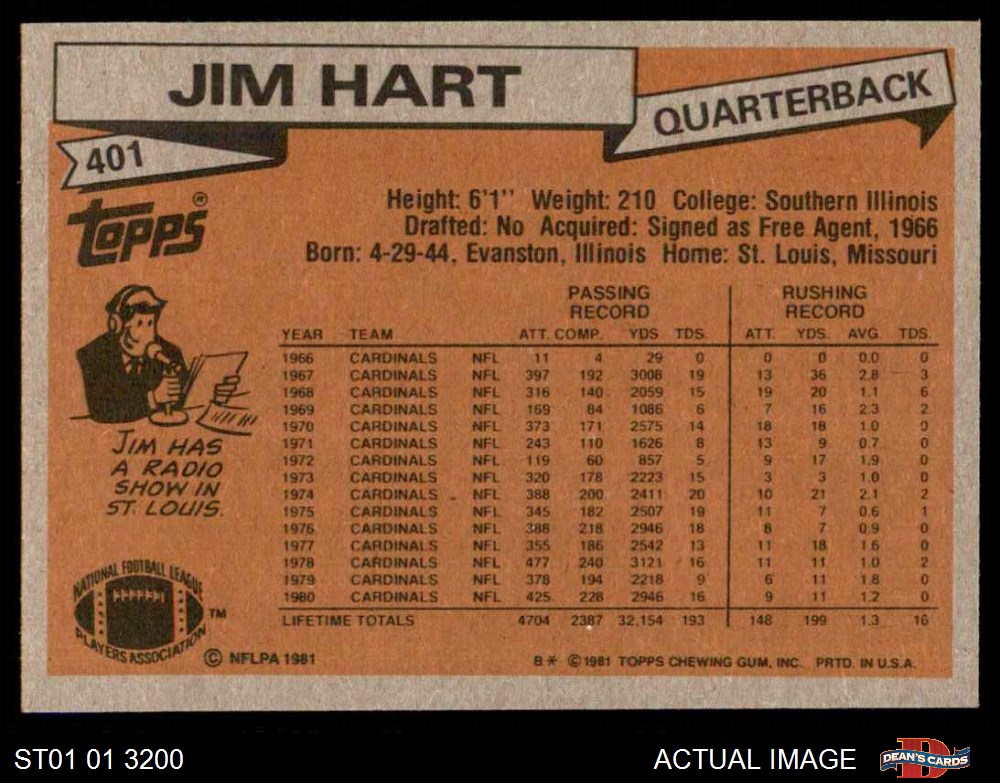 JIM HART
QUARTERBACK
401
TOPPS®
Height: 6'1'' Weight: 210 College: Southern Illinois
Drafted: No Acquired: Signed as Free Agent, 1966
Born: 4-29-44, Evanston, Illinois Home: St. Louis, Missouri
PASSING RECORD RUSHING RECORD
YEAR TEAM ATT. COMP. YDS TDS. ATT. YDS. AVG TDS.
1966 CARDINALS NFL 11 4 29 0 0 0 0.0 0
1967 CARDINALS NFL 397 192 3008 19 13 36 2.8 3
1968 CARDINALS NFL 316 140 2059 15 19 20 1.1 6
1969 CARDINALS NFL 169 84 1086 6 7 16 2.3 2
1970 CARDINALS NFL 373 171 2575 14 18 18 1.0 0
1971 CARDINALS NFL 243 110 1626 8 13 9 0.7 0
1972 CARDINALS NFL 119 60 857 5 9 17 1.9 0
1973 CARDINALS NFL 320 178 2223 15 3 3 1.0 0
1974 CARDINALS NFL 388 200 2411 20 10 21 2.1 2
1975 CARDINALS NFL 345 182 2507 19 11 7 0.6 1
1976 CARDINALS NFL 388 218 2946 18 8 7 0.9 0
1977 CARDINALS NFL 355 186 2542 13 11 18 1.6 0
1978 CARDINALS NFL 477 240 3121 16 11 11 1.0 2
1979 CARDINALS NFL 378 194 2218 9 6 11 1.8 0
1980 CARDINALS NFL 425 228 2946 16 9 11 1.2 0
LIFETIME TOTALS 4704 2387 32,154 193 148 199 1.3 16
JIM HAS
A RADIO
SHOW IN
ST. LOUIS.
NATIONAL FOOTBALL LEAGUE
PLAYERS ASSOCIATION ™
© NFLPA 1981
B* © 1981 TOPPS CHEWING GUM, INC. PRTD. IN U.S.A.
ST01 01 3200
ACTUAL IMAGE
DEAN'S CARDS